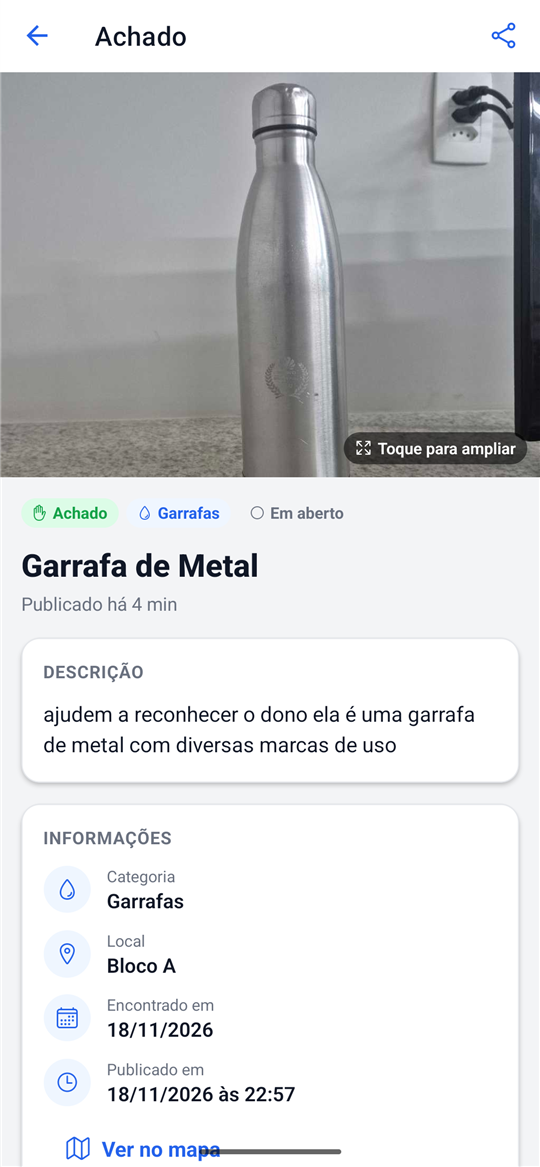 Achado
Toque para ampliar
Achado
Garrafas
Em aberto
Garrafa de Metal
Publicado há 4 min
DESCRIÇÃO
ajudem a reconhecer o dono ela é uma garrafa
de metal com diversas marcas de uso
INFORMAÇÕES
Categoria
Garrafas
Local
Bloco A
Encontrado em
18/11/2026
Publicado em
18/11/2026 às 22:57
Ver no mapa